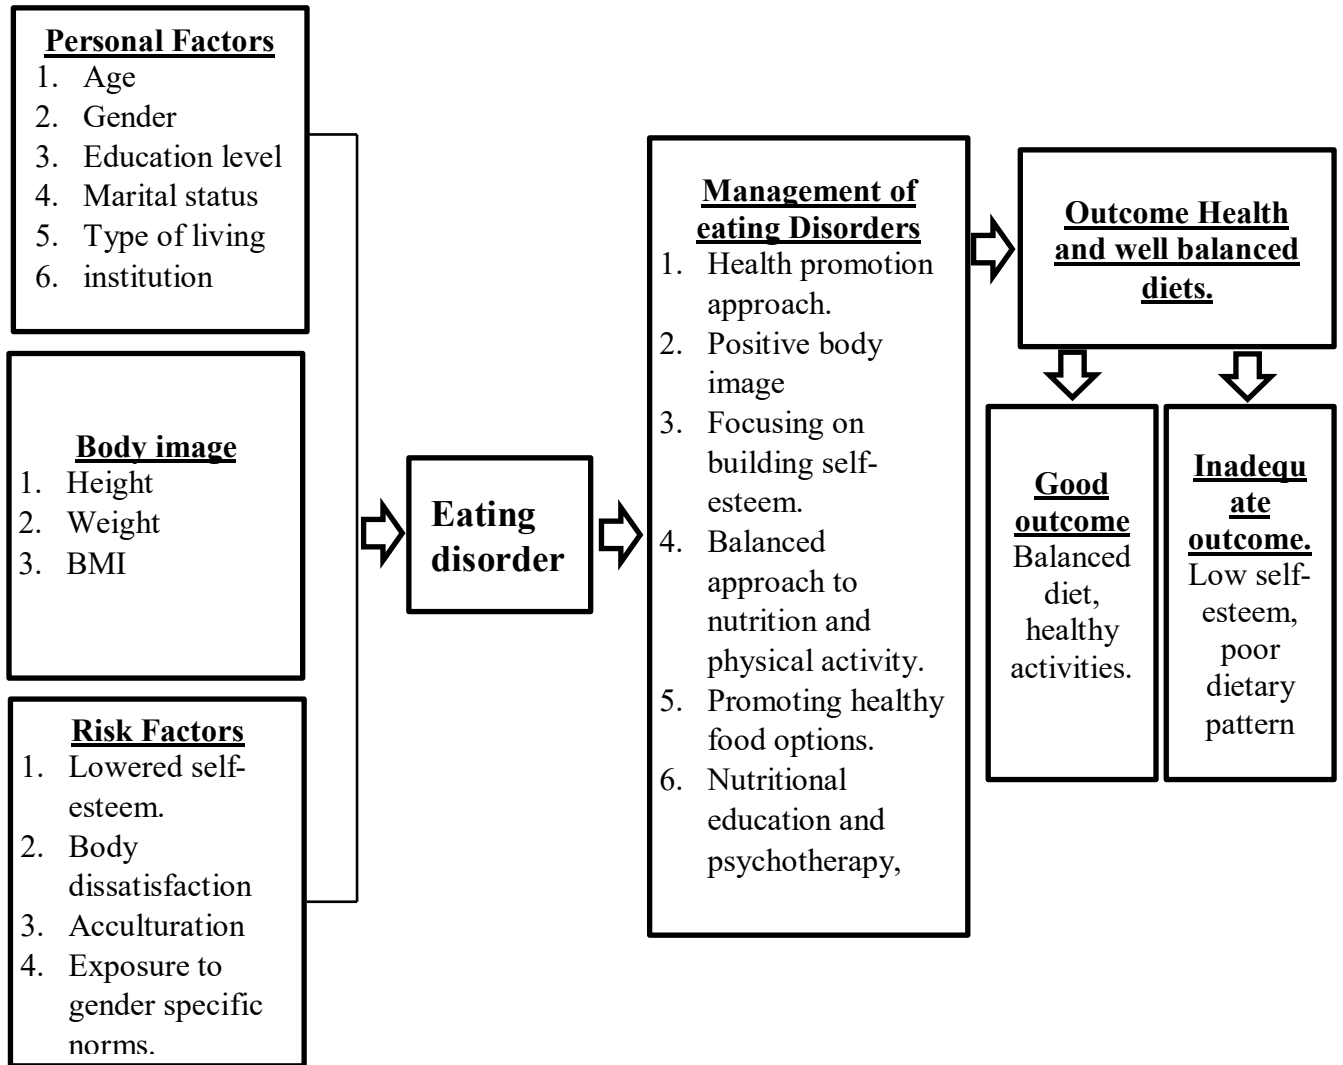 Personal Factors
1. Age
2. Gender
3. Education level
4. Marital status
5. Type of living
6. institution
Body image
1. Height
2. Weight
3. BMI
Risk Factors
1. Lowered self-
esteem.
2. Body
dissatisfaction
3. Acculturation
4. Exposure to
gender specific
norms.
Eating
disorder
Management of
eating Disorders
1. Health promotion
approach.
2. Positive body
image
3. Focusing on
building self-
esteem.
4. Balanced
approach to
nutrition and
physical activity.
5. Promoting healthy
food options.
6. Nutritional
education and
psychotherapy,
Outcome Health
and well balanced
diets.
Good
outcome
Balanced
diet,
healthy
activities.
Inadequ
ate
outcome.
Low self-
esteem,
poor
dietary
pattern